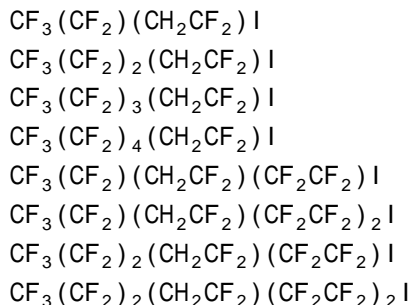 CF₃(CF₂)(CH₂CF₂)I
CF₃(CF₂)₂(CH₂CF₂)I
CF₃(CF₂)₃(CH₂CF₂)I
CF₃(CF₂)₄(CH₂CF₂)I
CF₃(CF₂)(CH₂CF₂)(CF₂CF₂)I
CF₃(CF₂)(CH₂CF₂)(CF₂CF₂)₂I
CF₃(CF₂)₂(CH₂CF₂)(CF₂CF₂)I
CF₃(CF₂)₂(CH₂CF₂)(CF₂CF₂)₂I